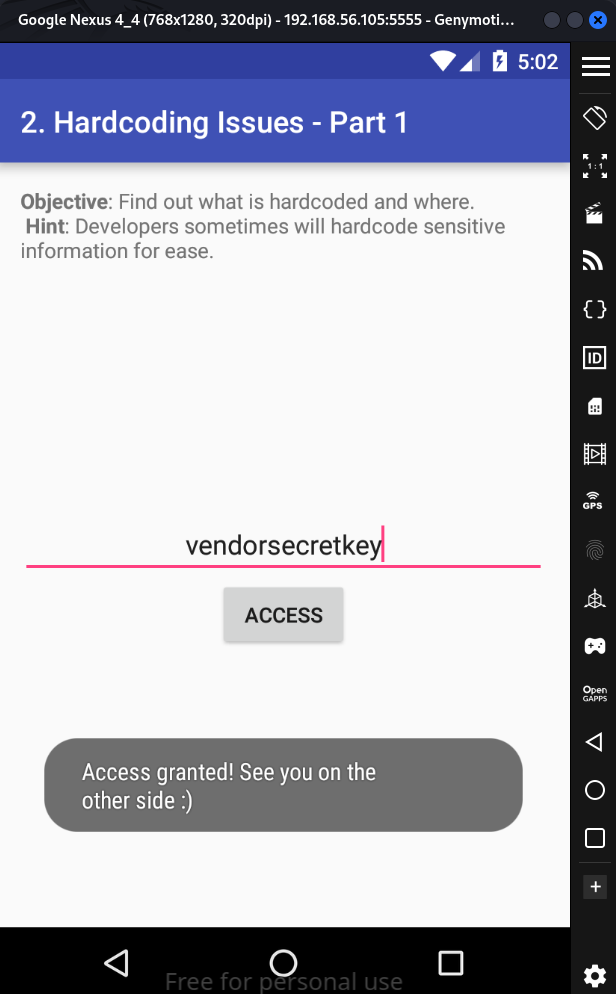 Google Nexus 4_4 (768x1280, 320dpi) - 192.168.56.105:5555 - Genymoti...
5:02
2. Hardcoding Issues - Part 1
Objective: Find out what is hardcoded and where.
Hint: Developers sometimes will hardcode sensitive
information for ease.
vendorsecretkey
ACCESS
Access granted! See you on the
other side :)
Free for personal use
1:1
ID
GPS
Open
GAPPS